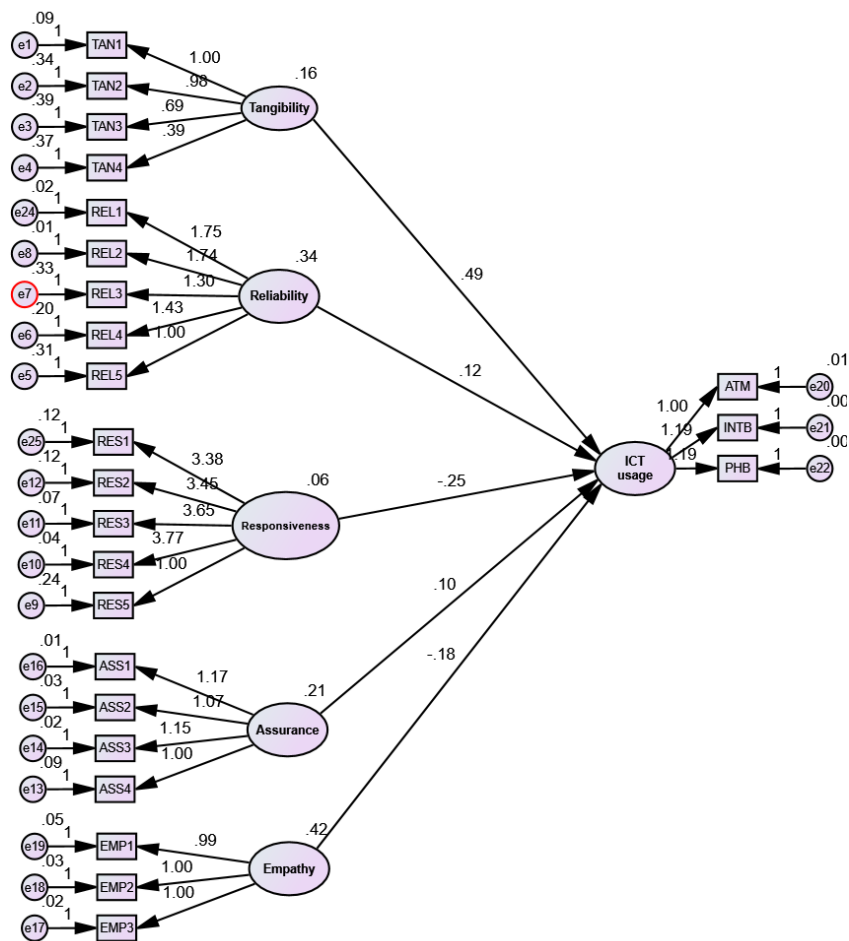 .09
e1 1 TAN1
.34
e2 1 TAN2
.39
e3 1 TAN3
.37
e4 1 TAN4
1.00
.98
.69
.39
.16
Tangibility
.02
e24 1 REL1
.01
e8 1 REL2
.33
e7 1 REL3
.20
e6 1 REL4
.31
e5 1 REL5
1.75
1.74
1.30
1.43
1.00
.34
Reliability
.12
e25 1 RES1
.12
e12 1 RES2
.07
e11 1 RES3
.04
e10 1 RES4
.24
e9 1 RES5
3.38
3.45
3.65
3.77
1.00
.06
Responsiveness
.01
e16 1 ASS1
.03
e15 1 ASS2
.02
e14 1 ASS3
.09
e13 1 ASS4
1.17
1.07
1.15
1.00
.21
Assurance
.05
e19 1 EMP1
.03
e18 1 EMP2
.02
e17 1 EMP3
.99
1.00
1.00
.42
Empathy
.49
.12
-.25
.10
-.18
ICT
usage
1.00
1.19
1.19
.01
ATM 1 e20
.00
INTB 1 e21
.00
PHB 1 e22